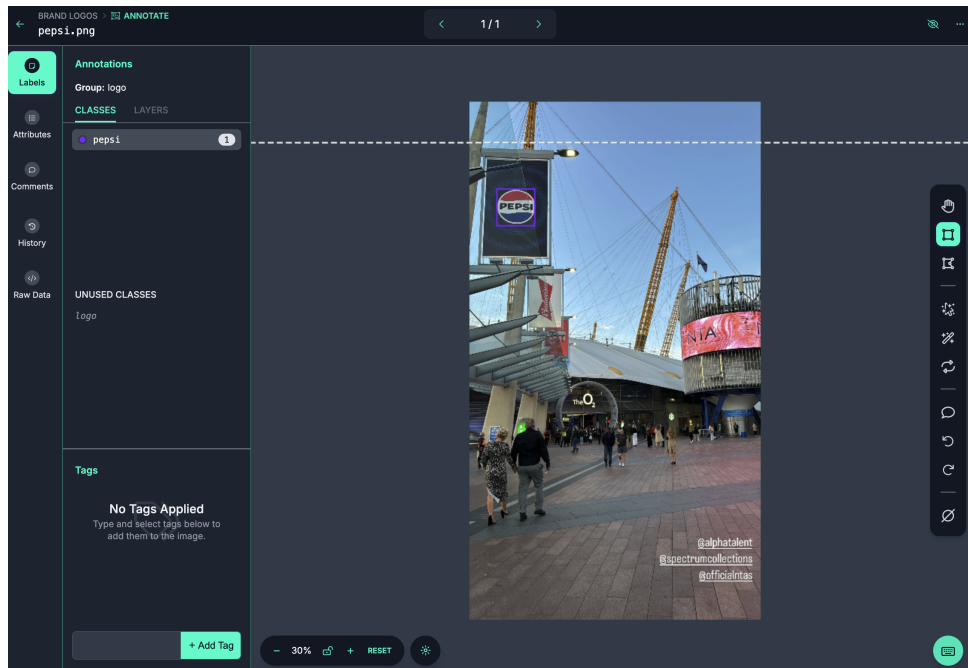 BRAND LOGOS > ANNOTATE
pepsi.png
1/1
Labels
Attributes
Comments
History
Raw Data
Annotations
Group: logo
CLASSES LAYERS
pepsi 1
UNUSED CLASSES
logo
Tags
No Tags Applied
Type and select tags below to
add them to the image.
+ Add Tag
PEPSI
NIA
The O2
@alphatalent
@spectrumcollections
@officialntas
- 30% + RESET